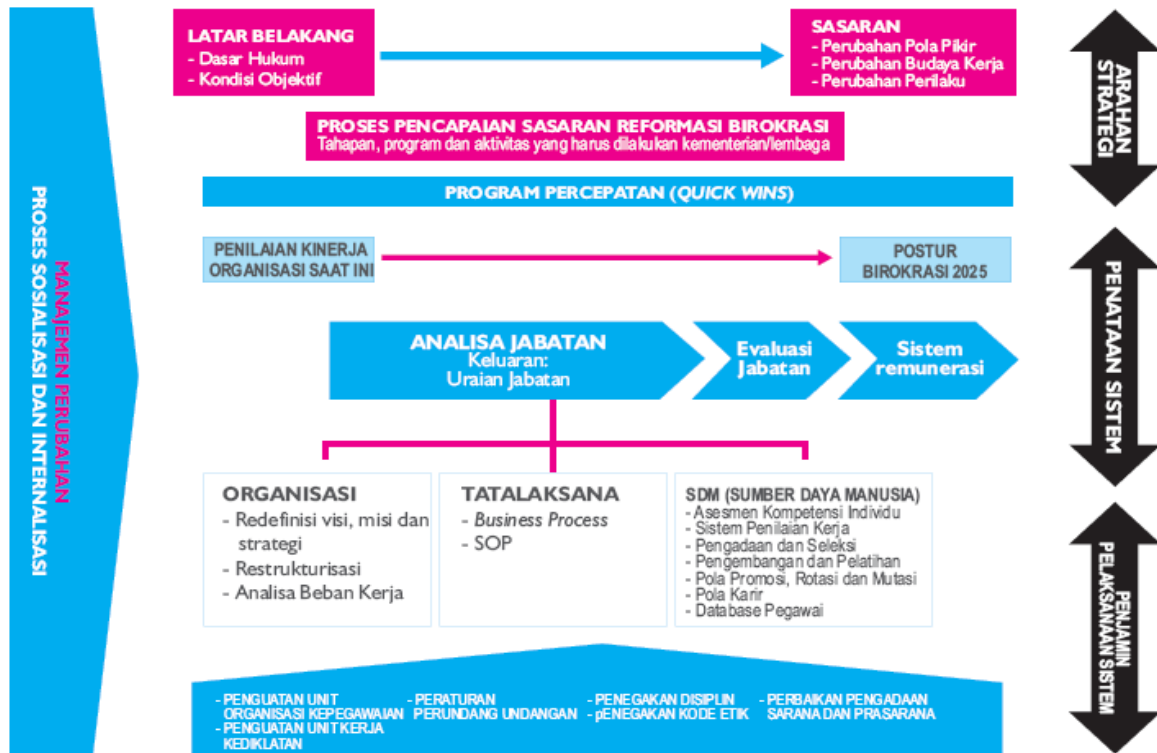 LATAR BELAKANG
- Dasar Hukum
- Kondisi Objektif
SASARAN
- Perubahan Pola Pikir
- Perubahan Budaya Kerja
- Perubahan Perilaku
ARAHAN
STRATEGI
PROSES PENCAPAIAN SASARAN REFORMASI BIROKRASI
Tahapan, program dan aktivitas yang harus dilakukan kementerian/lembaga
PROGRAM PERCEPATAN (QUICK WINS)
MANAJEMEN PERUBAHAN
PROSES SOSIALISASI DAN INTERNALISASI
PENILAIAN KINERJA
ORGANISASI SAAT INI
POSTUR
BIROKRASI 2025
PENATAAN SISTEM
ANALISA JABATAN
Keluaran:
Uraian Jabatan
Evaluasi
Jabatan
Sistem
remunerasi
ORGANISASI
- Redefinisi visi, misi dan
strategi
- Restrukturisasi
- Analisa Beban Kerja
TATALAKSANA
- Business Process
- SOP
SDM (SUMBER DAYA MANUSIA)
- Asesmen Kompetensi Individu
- Sistem Penilaian Kerja
- Pengadaan dan Seleksi
- Pengembangan dan Pelatihan
- Pola Promosi, Rotasi dan Mutasi
- Pola Karir
- Database Pegawai
PENJAMIN
PELAKSANAAN SISTEM
- PENGUATAN UNIT
ORGANISASI KEPEGAWAIAN
- PENGUATAN UNIT KERJA
KEDIKLATAN
- PERATURAN
PERUNDANG UNDANGAN
- PENEGAKAN DISIPLIN
- pENEGAKAN KODE ETIK
- PERBAIKAN PENGADAAN
SARANA DAN PRASARANA